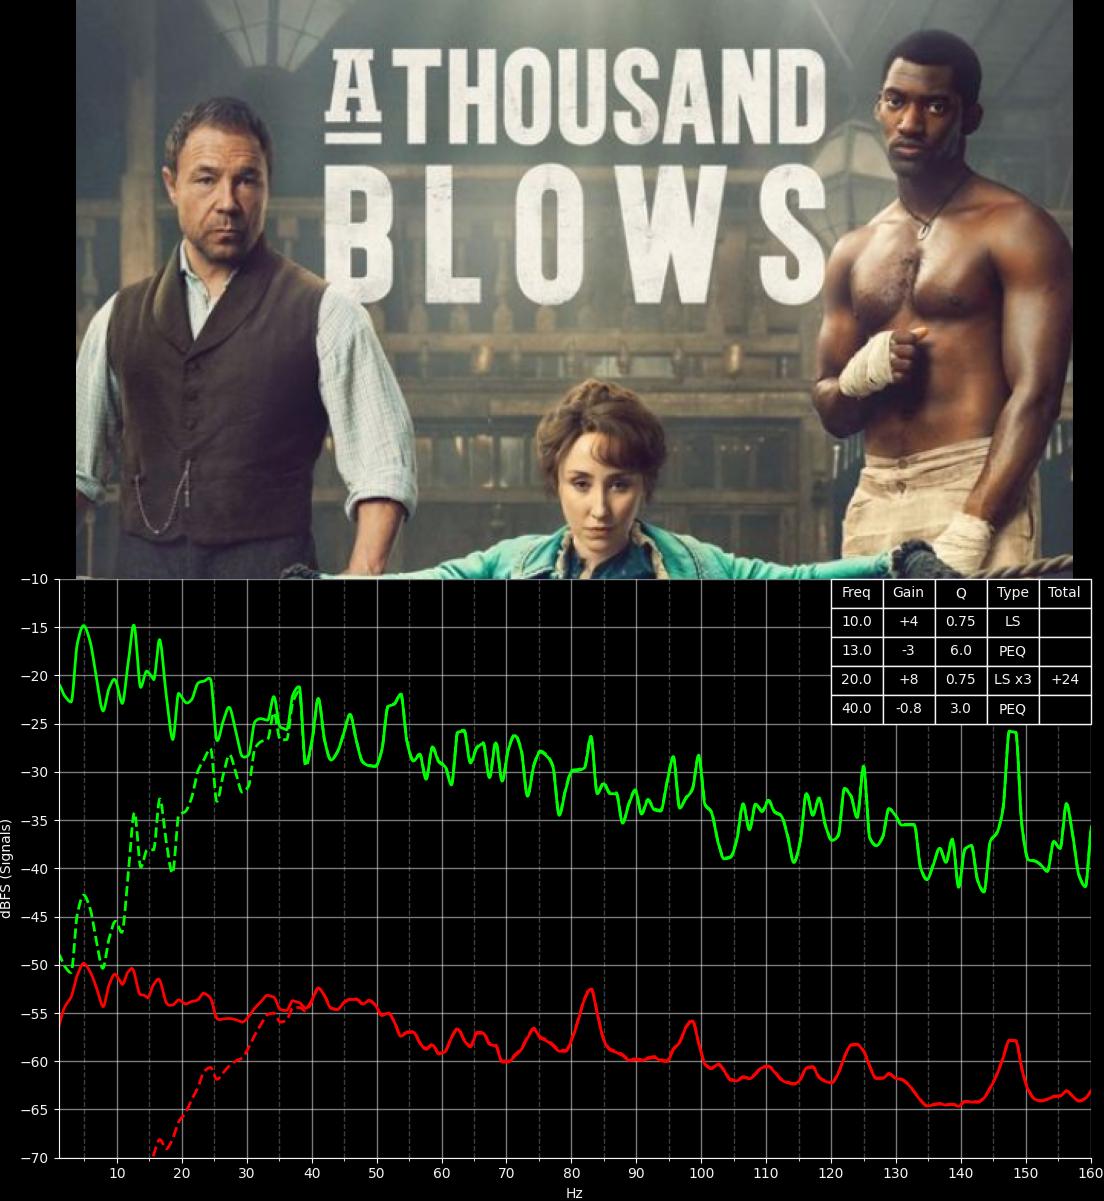 A THOUSAND
BLOWS
Freq Gain Q Type Total
10.0 +4 0.75 LS
13.0 -3 6.0 PEQ
20.0 +8 0.75 LS x3 +24
40.0 -0.8 3.0 PEQ
−10
−15
−20
−25
−30
−35
−40
−45
−50
−55
−60
−65
−70
dBFS (Signals)
10 20 30 40 50 60 70 80 90 100 110 120 130 140 150 160
Hz